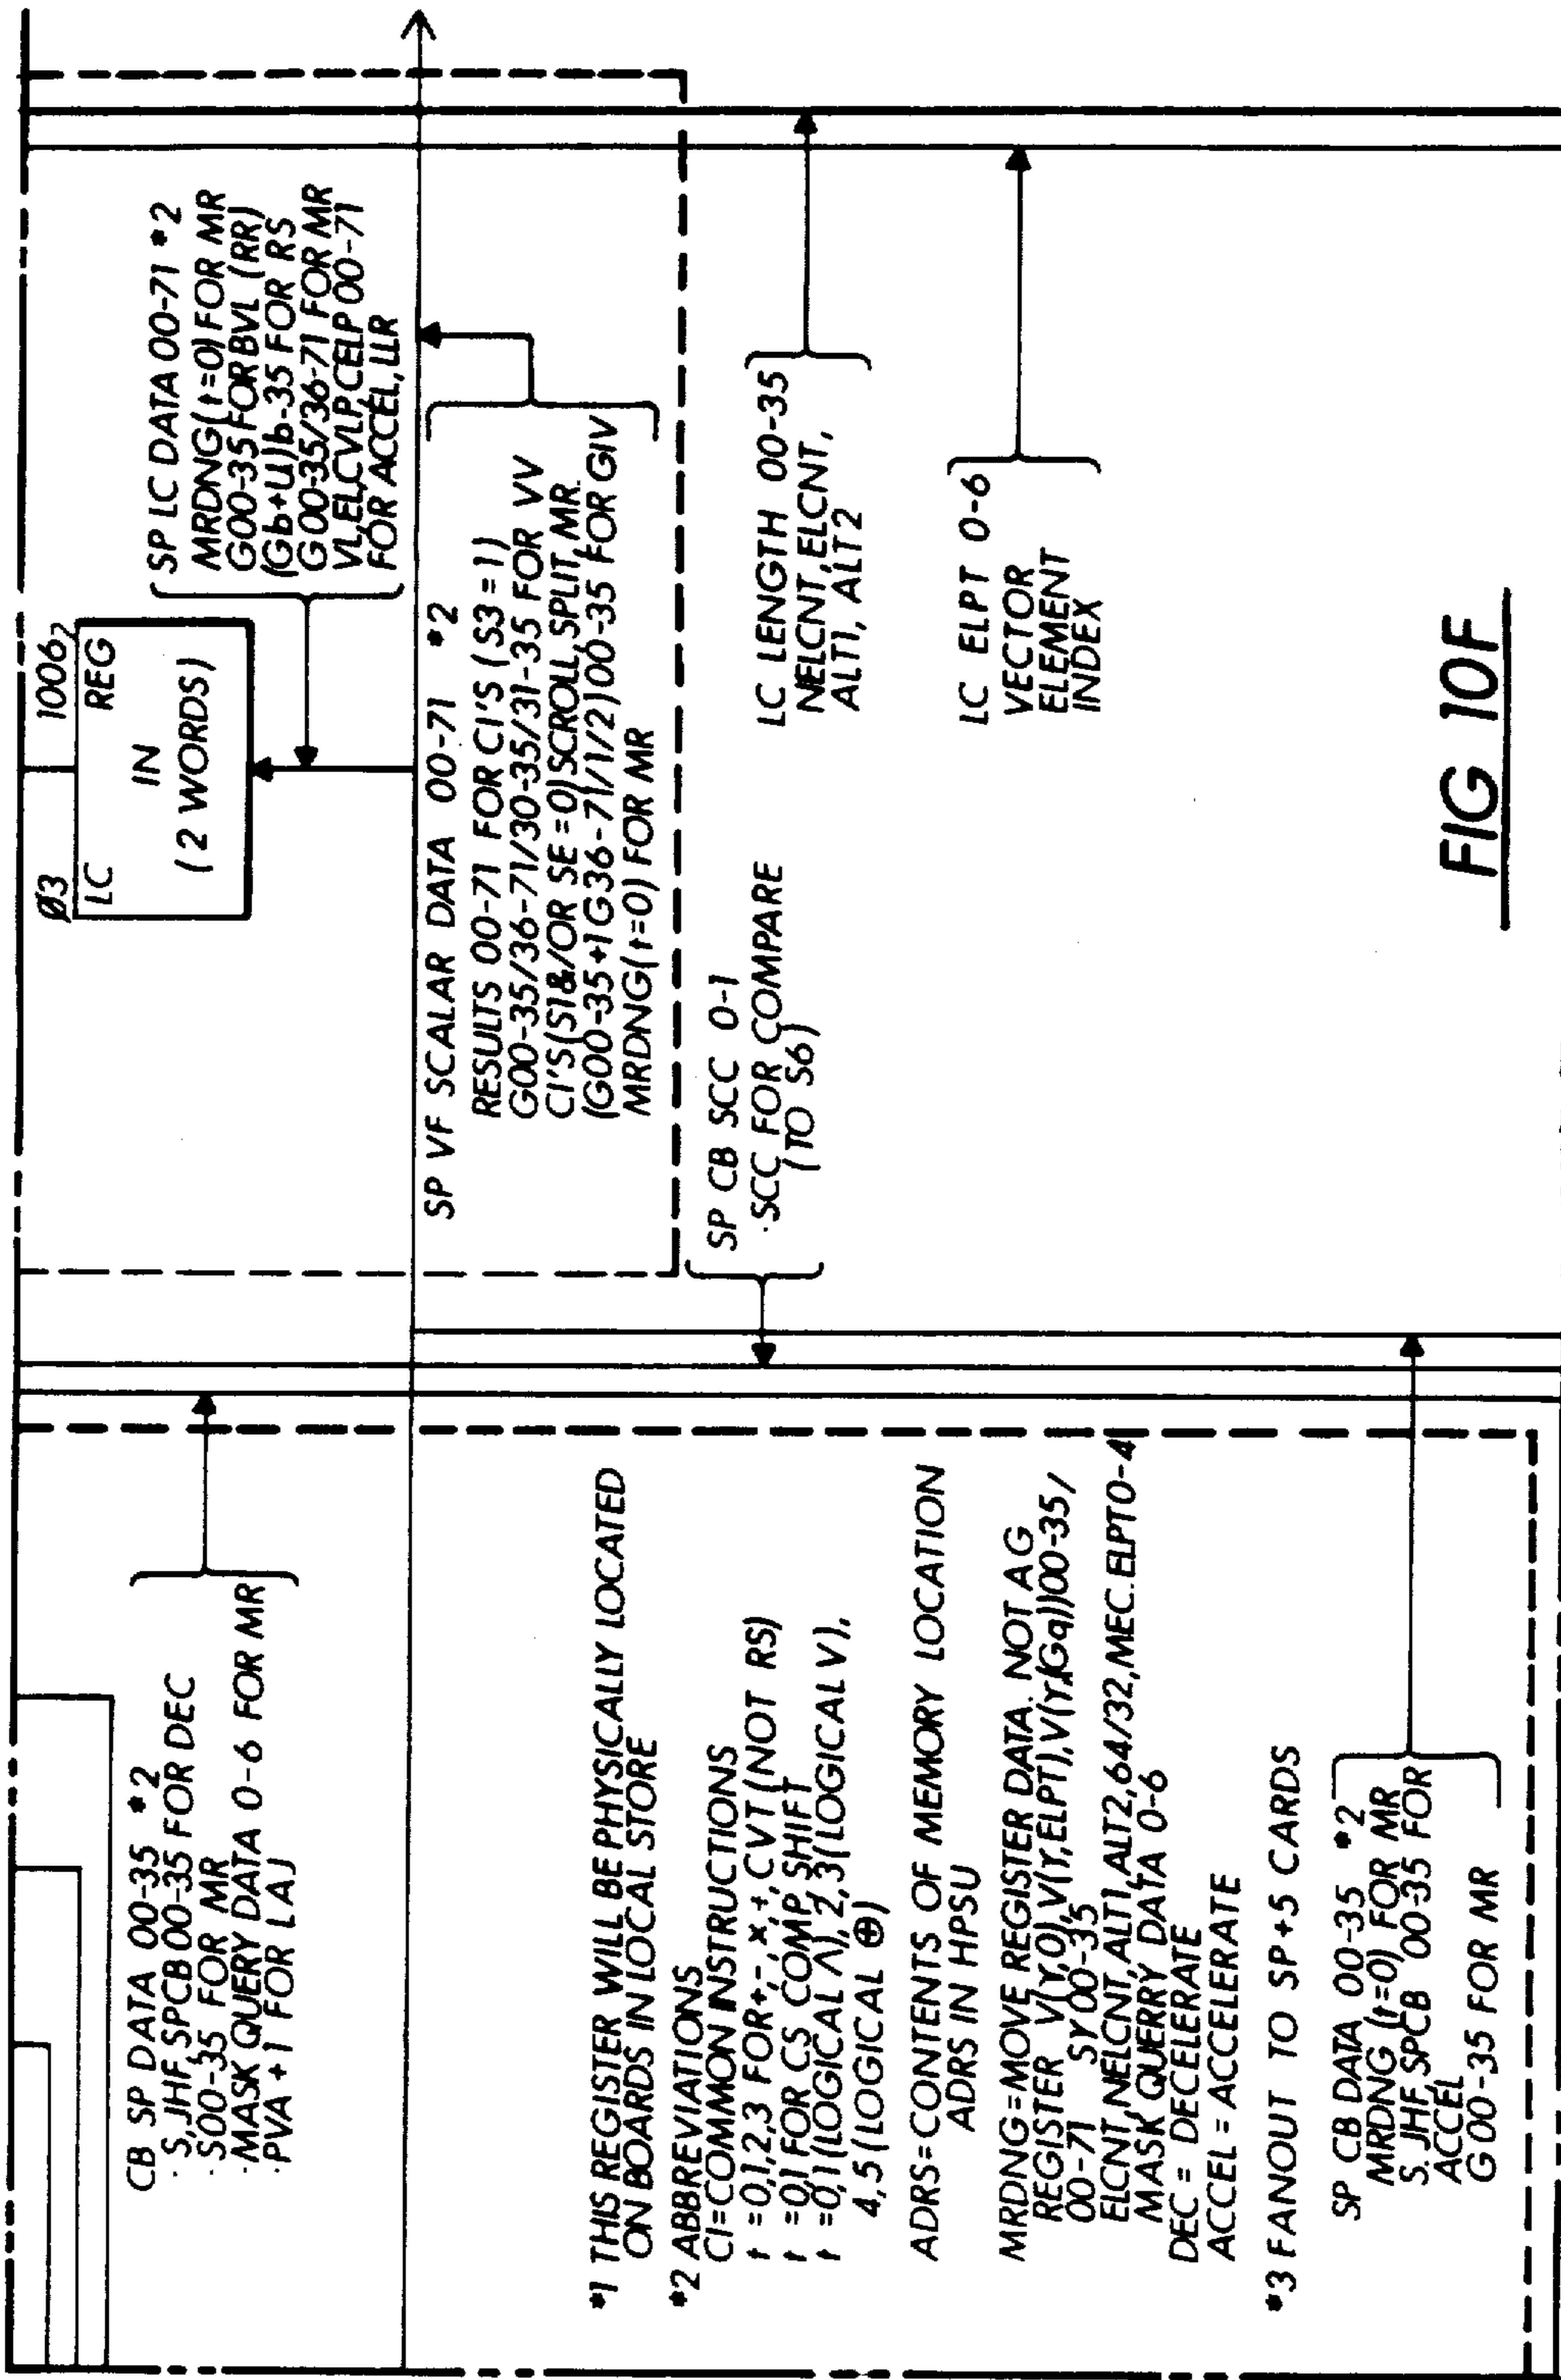 CB SP DATA 00-35 *2
· S, JHF SPCB 00-35 FOR DEC
· S00-35 FOR MR
· MASK QUERY DATA 0-6 FOR MR
· PVA +1 FOR LAJ
*1 THIS REGISTER WILL BE PHYSICALLY LOCATED
ON BOARDS IN LOCAL STORE
*2 ABBREVIATIONS
CI=COMMON INSTRUCTIONS
t =0,1,2,3 FOR+,-,×,÷,CVT (NOT RS)
t =0,1 FOR CS COMP, SHIFT
t =0,1 (LOGICAL Λ), 2,3(LOGICAL V),
4,5 (LOGICAL ⊕)
ADRS=CONTENTS OF MEMORY LOCATION
ADRS IN HPSU
MRDNG=MOVE REGISTER DATA. NOT A G
REGISTER V(γ,0), V(γ,ELPT),V(γ,(Gq))00-35/
00-71 SY 00-35
ELCNT,NELCNT,ALT1,ALT2,64/32,MEC.ELPT0-4
MASK QUERRY DATA 0-6
DEC = DECELERATE
ACCEL = ACCELERATE
*3 FANOUT TO SP+5 CARDS
SP CB DATA 00-35 *2
MRDNG (t=0) FOR MR
S. JHF SPCB 00-35 FOR
ACCEL
G 00-35 FOR MR
Ø3 1006₂
LC REG
IN
(2 WORDS)
SP LC DATA 00-71 *2
MRDNG(t=0) FOR MR
G00-35 FOR BVL (RR)
(Gb+U)b-35 FOR RS
G00-35/36-71 FOR MR
VL,ELCVLP,CELP 00-71
FOR ACCEL, LLR
SP VF SCALAR DATA 00-71 *2
RESULTS 00-71 FOR CI'S (S3 = 1)
G00-35/36-71/30-35/31-35 FOR VV
CI'S(S1&/OR SE = 0)SCROLL,SPLIT,MR.
(G00-35+1G36-71/1/2)00-35 FOR GIV
MRDNG(t=0) FOR MR
SP CB SCC 0-1
·SCC FOR COMPARE
(TO S6)
LC LENGTH 00-35
NELCNT,ELCNT,
ALT1, ALT2
LC ELPT 0-6
VECTOR
ELEMENT
INDEX
FIG 10F